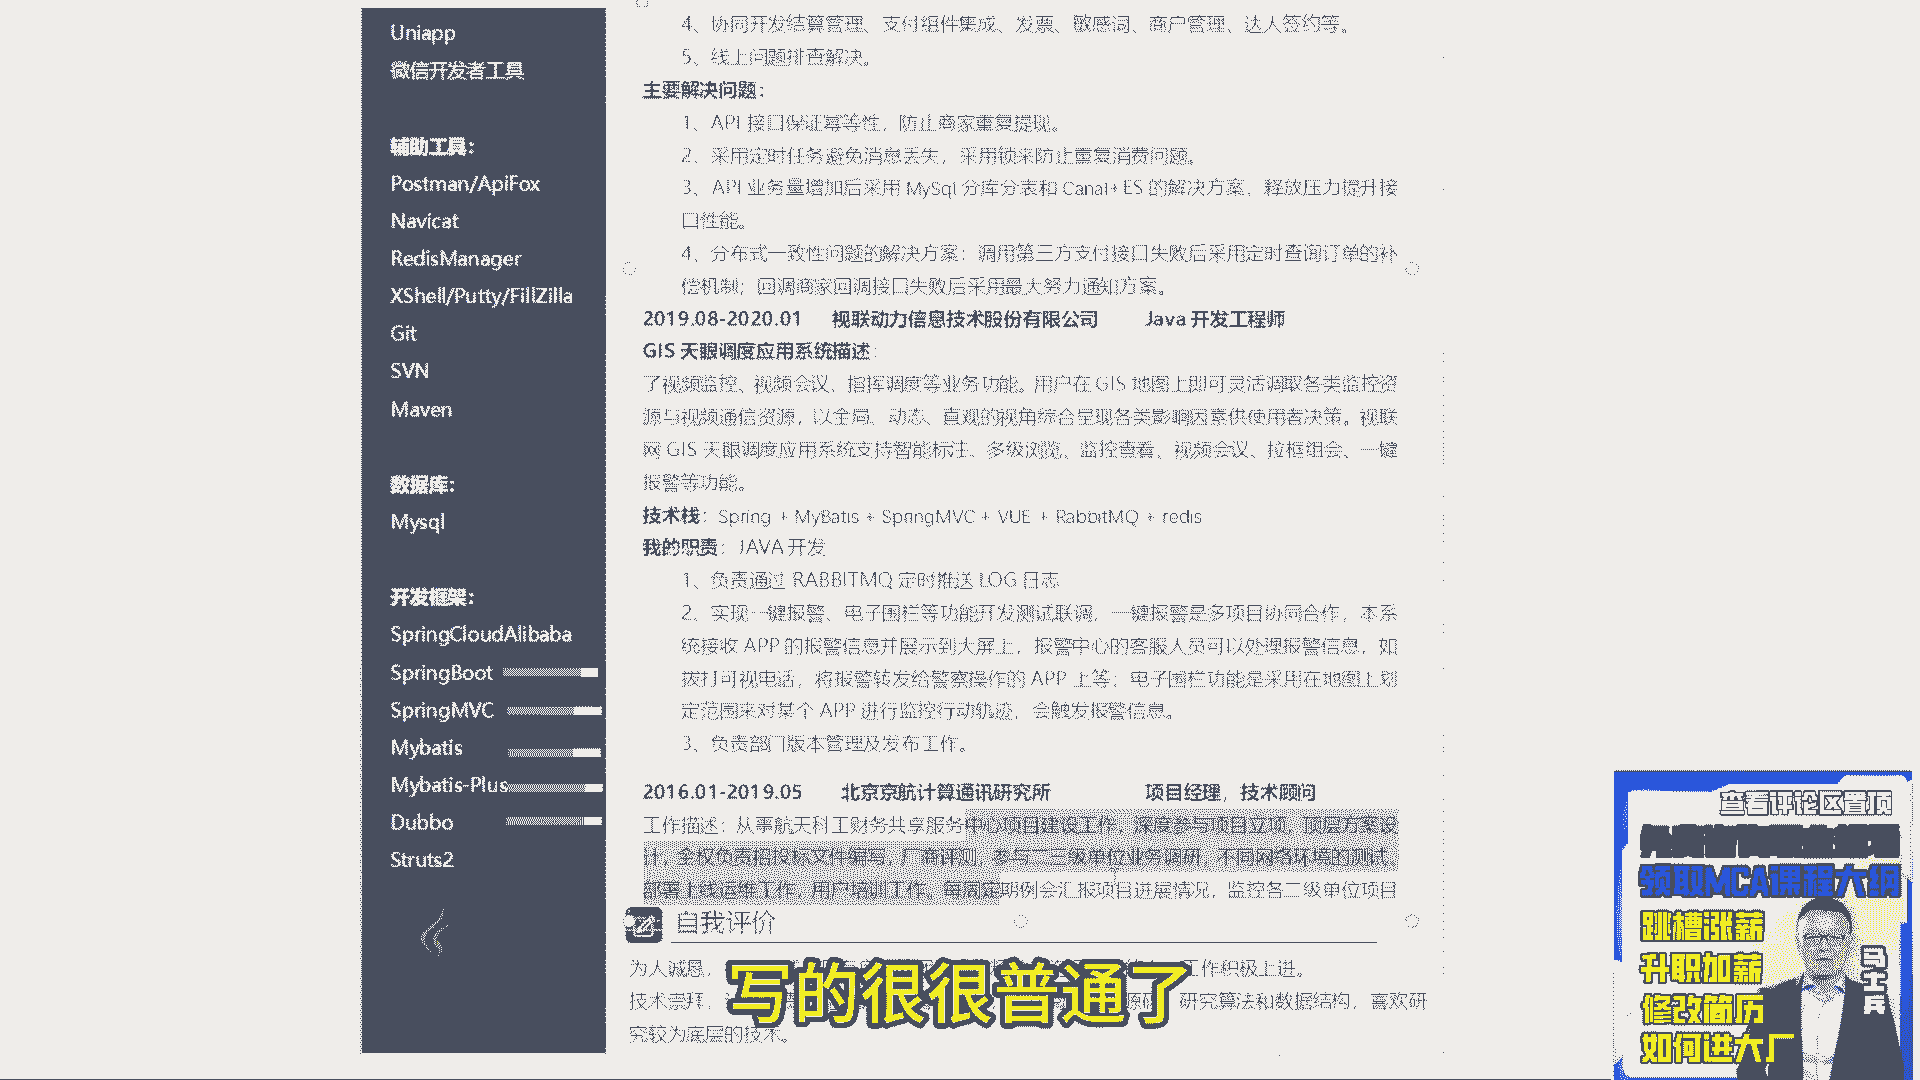 Uniapp
微信开发者工具
辅助工具：
Postman/ApiFox
Navicat
RedisManager
XShell/Putty/FillZilla
Git
SVN
Maven
数据库：
Mysql
开发框架：
SpringCloudAlibaba
SpringBoot
SpringMVC
Mybatis
Mybatis-Plus
Dubbo
Struts2
4、协同开发结算管理、支付组件集成、发票、敏感词、商户管理、达人签约等。
5、线上问题排查解决。
主要解决问题：
1、API 接口保证幂等性，防止商家重复提现。
2、采用定时任务避免消息丢失，采用锁来防止重复消费问题。
3、API 业务量增加后采用 MySql 分库分表和 Canal+ ES 的解决方案，释放压力提升接
口性能。
4、分布式一致性问题的解决方案：调用第三方支付接口失败后采用定时查询订单的补
偿机制；回调商家回调接口失败后采用最大努力通知方案。
2019.08-2020.01 视联动力信息技术股份有限公司 Java 开发工程师
GIS 天眼调度应用系统描述：
了视频监控、视频会议、指挥调度等业务功能。用户在 GIS 地图上即可灵活调取各类监控资
源与视频通信资源，以全局、动态、直观的视角综合呈现各类影响因素供使用者决策。视联
网 GIS 天眼调度应用系统支持智能标注、多级浏览、监控查看、视频会议、拉框组会、一键
报警等功能。
技术栈：Spring + MyBatis + SpringMVC + VUE + RabbitMQ + redis
我的职责：JAVA 开发
1、负责通过 RABBITMQ 定时推送 LOG 日志
2、实现一键报警、电子围栏等功能开发测试联调，一键报警是多项目协同合作，本系
统接收 APP 的报警信息并展示到大屏上，报警中心的客服人员可以处理报警信息，如
拨打可视电话，将报警转发给警察操作的 APP 上等；电子围栏功能是采用在地图上划
定范围来对某个 APP 进行监控行动轨迹，会触发报警信息。
3、负责部门版本管理及发布工作。
2016.01-2019.05 北京京航计算通讯研究所 项目经理，技术顾问
工作描述：从事航天科工财务共享服务中心项目建设工作，深度参与项目立项、顶层方案设
计，全权负责招投标文件编写、厂商评测，参与二三级单位业务调研，不同网络环境的测试、
部署上线运维工作，用户培训工作，每周定期例会汇报项目进展情况，监控各二级单位项目
自我评价
为人诚恳，
工作积极上进。
技术崇拜，
研究算法和数据结构，喜欢研
究较为底层的技术。
写的很很普通了
查看评论区置顶
领取MCA课程大纲
跳槽涨薪
升职加薪
修改简历
如何进大厂
马士兵